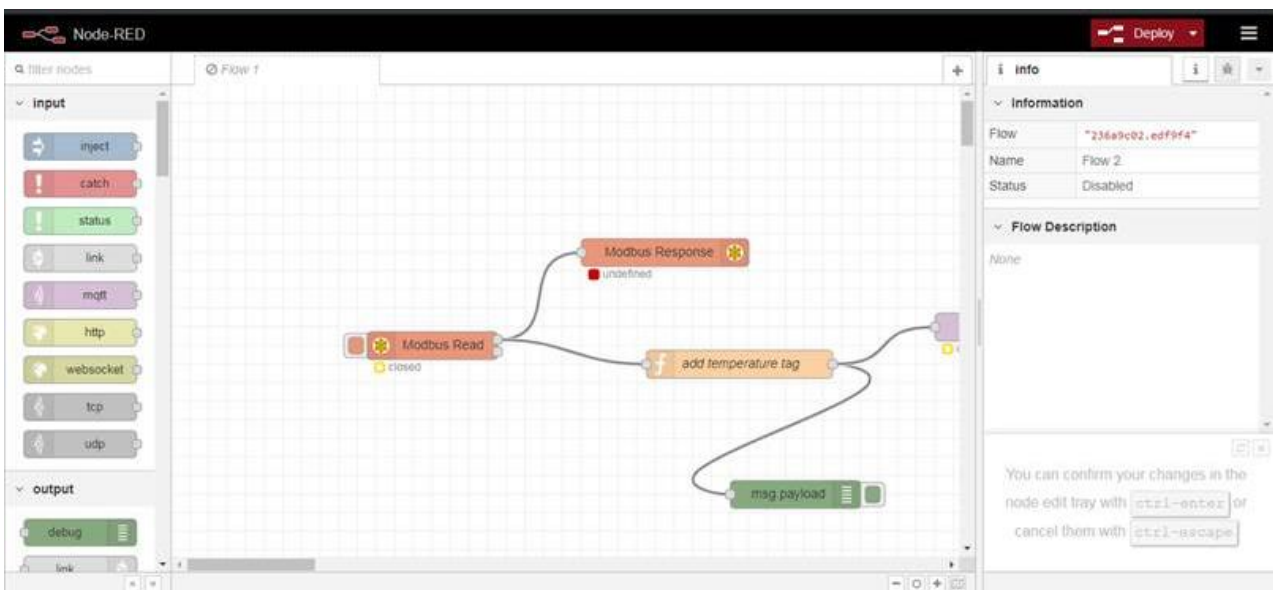 Node-RED
Deploy
filter nodes
Flow 1
info
input
inject
catch
status
link
mqtt
http
websocket
tcp
udp
output
debug
link
Modbus Response
undefined
Modbus Read
closed
add temperature tag
msg.payload
Information
Flow "236a9c02.edf9f4"
Name Flow 2
Status Disabled
Flow Description
None
You can confirm your changes in the
node edit tray with ctrl-enter or
cancel them with ctrl-escape